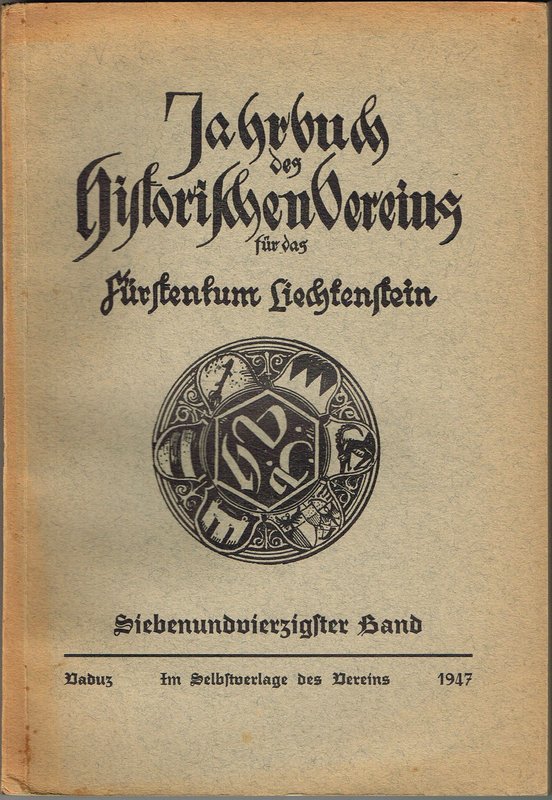 Jahrbuch
des
Historischen Vereins
für das
Fürstentum Liechtenstein
Siebenundvierzigster Band
Vaduz Im Selbstverlage des Vereins 1947